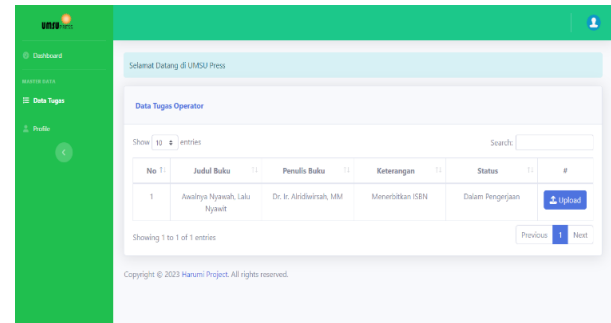 UMSU Press
Dashboard
MASTER DATA
Data Tugas
Profile
Selamat Datang di UMSU Press
Data Tugas Operator
Show 10 entries
Search:
No Judul Buku Penulis Buku Keterangan Status #
1 Awalnya Nyawah, Lalu Nyawit Dr. Ir. Alridiwirsah, MM Menerbitkan ISBN Dalam Pengerjaan Upload
Showing 1 to 1 of 1 entries
Previous 1 Next
Copyright © 2023 Harumi Project. All rights reserved.